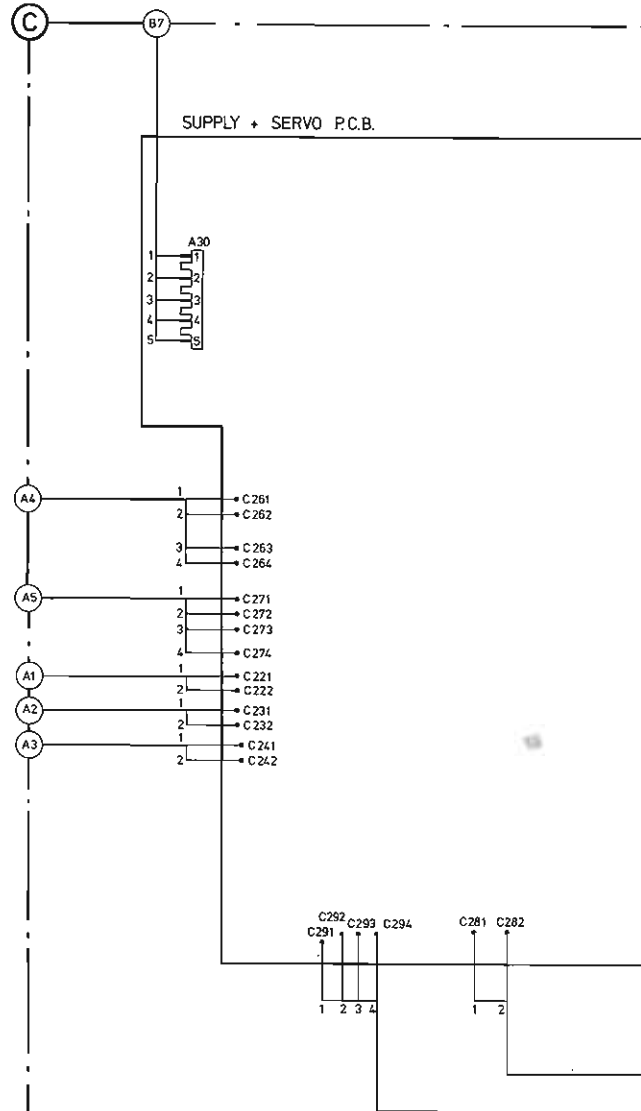 C B7
SUPPLY + SERVO P.C.B.
A30
1 1
2 2
3 3
4 4
5 5
A4 1 C261
2 C262
3 C263
4 C264
A5 1 C271
2 C272
3 C273
4 C274
A1 1 C221
2 C222
A2 1 C231
2 C232
A3 1 C241
2 C242
C292 C293 C294 C281 C282
C291
1 2 3 4 1 2